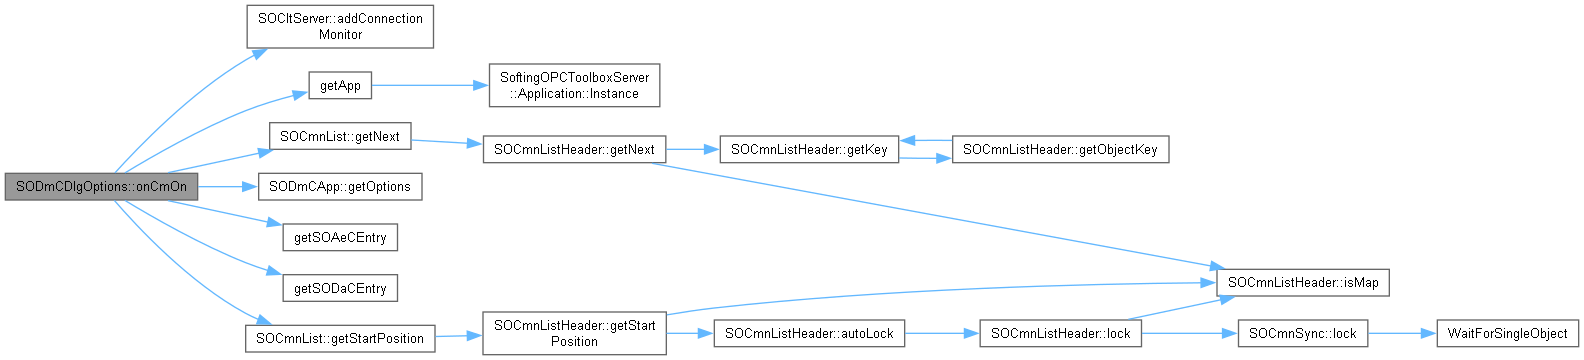 SOCltServer::addConnection
Monitor
getApp
SoftingOPCToolboxServer
::Application::Instance
SOCmnList::getNext
SOCmnListHeader::getNext
SOCmnListHeader::getKey
SOCmnListHeader::getObjectKey
SODmCDlgOptions::onCmOn
SODmCApp::getOptions
getSOAeCEntry
getSODaCEntry
SOCmnListHeader::isMap
SOCmnList::getStartPosition
SOCmnListHeader::getStart
Position
SOCmnListHeader::autoLock
SOCmnListHeader::lock
SOCmnSync::lock
WaitForSingleObject